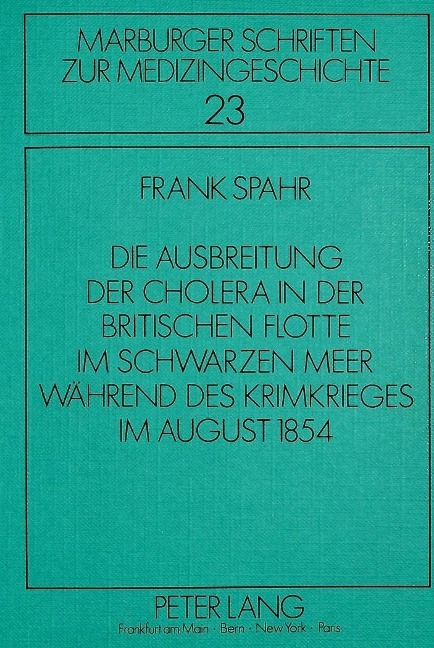 MARBURGER SCHRIFTEN
ZUR MEDIZINGESCHICHTE
23
FRANK SPAHR
DIE AUSBREITUNG
DER CHOLERA IN DER
BRITISCHEN FLOTTE
IM SCHWARZEN MEER
WÄHREND DES KRIMKRIEGES
IM AUGUST 1854
PETER LANG
Frankfurt am Main · Bern · New York · Paris